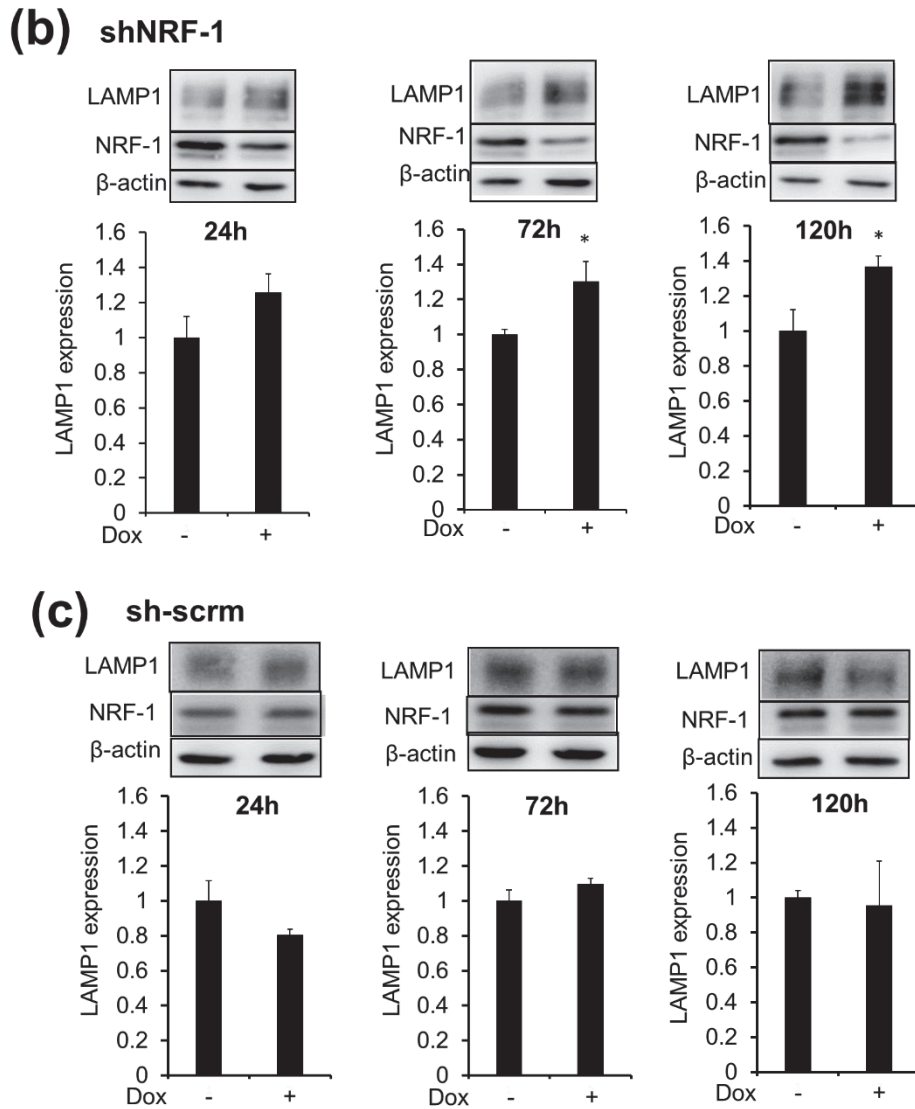 (b) shNRF-1
LAMP1
NRF-1
β-actin
24h
LAMP1 expression
1.6
1.4
1.2
1
0.8
0.6
0.4
0.2
0
Dox - +
LAMP1
NRF-1
β-actin
72h
*
LAMP1 expression
1.6
1.4
1.2
1
0.8
0.6
0.4
0.2
0
Dox - +
LAMP1
NRF-1
β-actin
120h
*
LAMP1 expression
1.6
1.4
1.2
1
0.8
0.6
0.4
0.2
0
Dox - +
(c) sh-scrm
LAMP1
NRF-1
β-actin
24h
LAMP1 expression
1.6
1.4
1.2
1
0.8
0.6
0.4
0.2
0
Dox - +
LAMP1
NRF-1
β-actin
72h
LAMP1 expression
1.6
1.4
1.2
1
0.8
0.6
0.4
0.2
0
Dox - +
LAMP1
NRF-1
β-actin
120h
LAMP1 expression
1.6
1.4
1.2
1
0.8
0.6
0.4
0.2
0
Dox - +